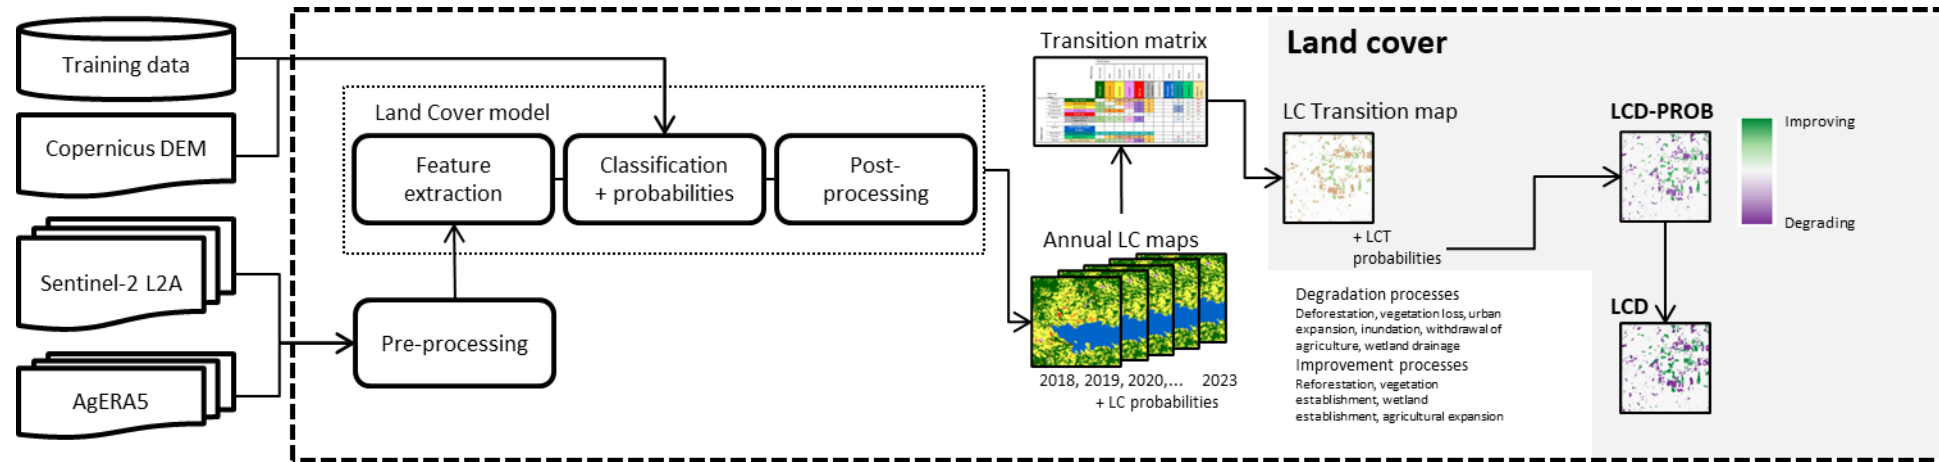 Training data
Copernicus DEM
Sentinel-2 L2A
AgERA5
Land Cover model
Feature
extraction
Classification
+ probabilities
Post-
processing
Pre-processing
Transition matrix
Annual LC maps
2018, 2019, 2020,... 2023
+ LC probabilities
Land cover
LC Transition map
+ LCT
probabilities
LCD-PROB
Improving
Degrading
LCD
Degradation processes
Deforestation, vegetation loss, urban
expansion, inundation, withdrawal of
agriculture, wetland drainage
Improvement processes
Reforestation, vegetation
establishment, wetland
establishment, agricultural expansion